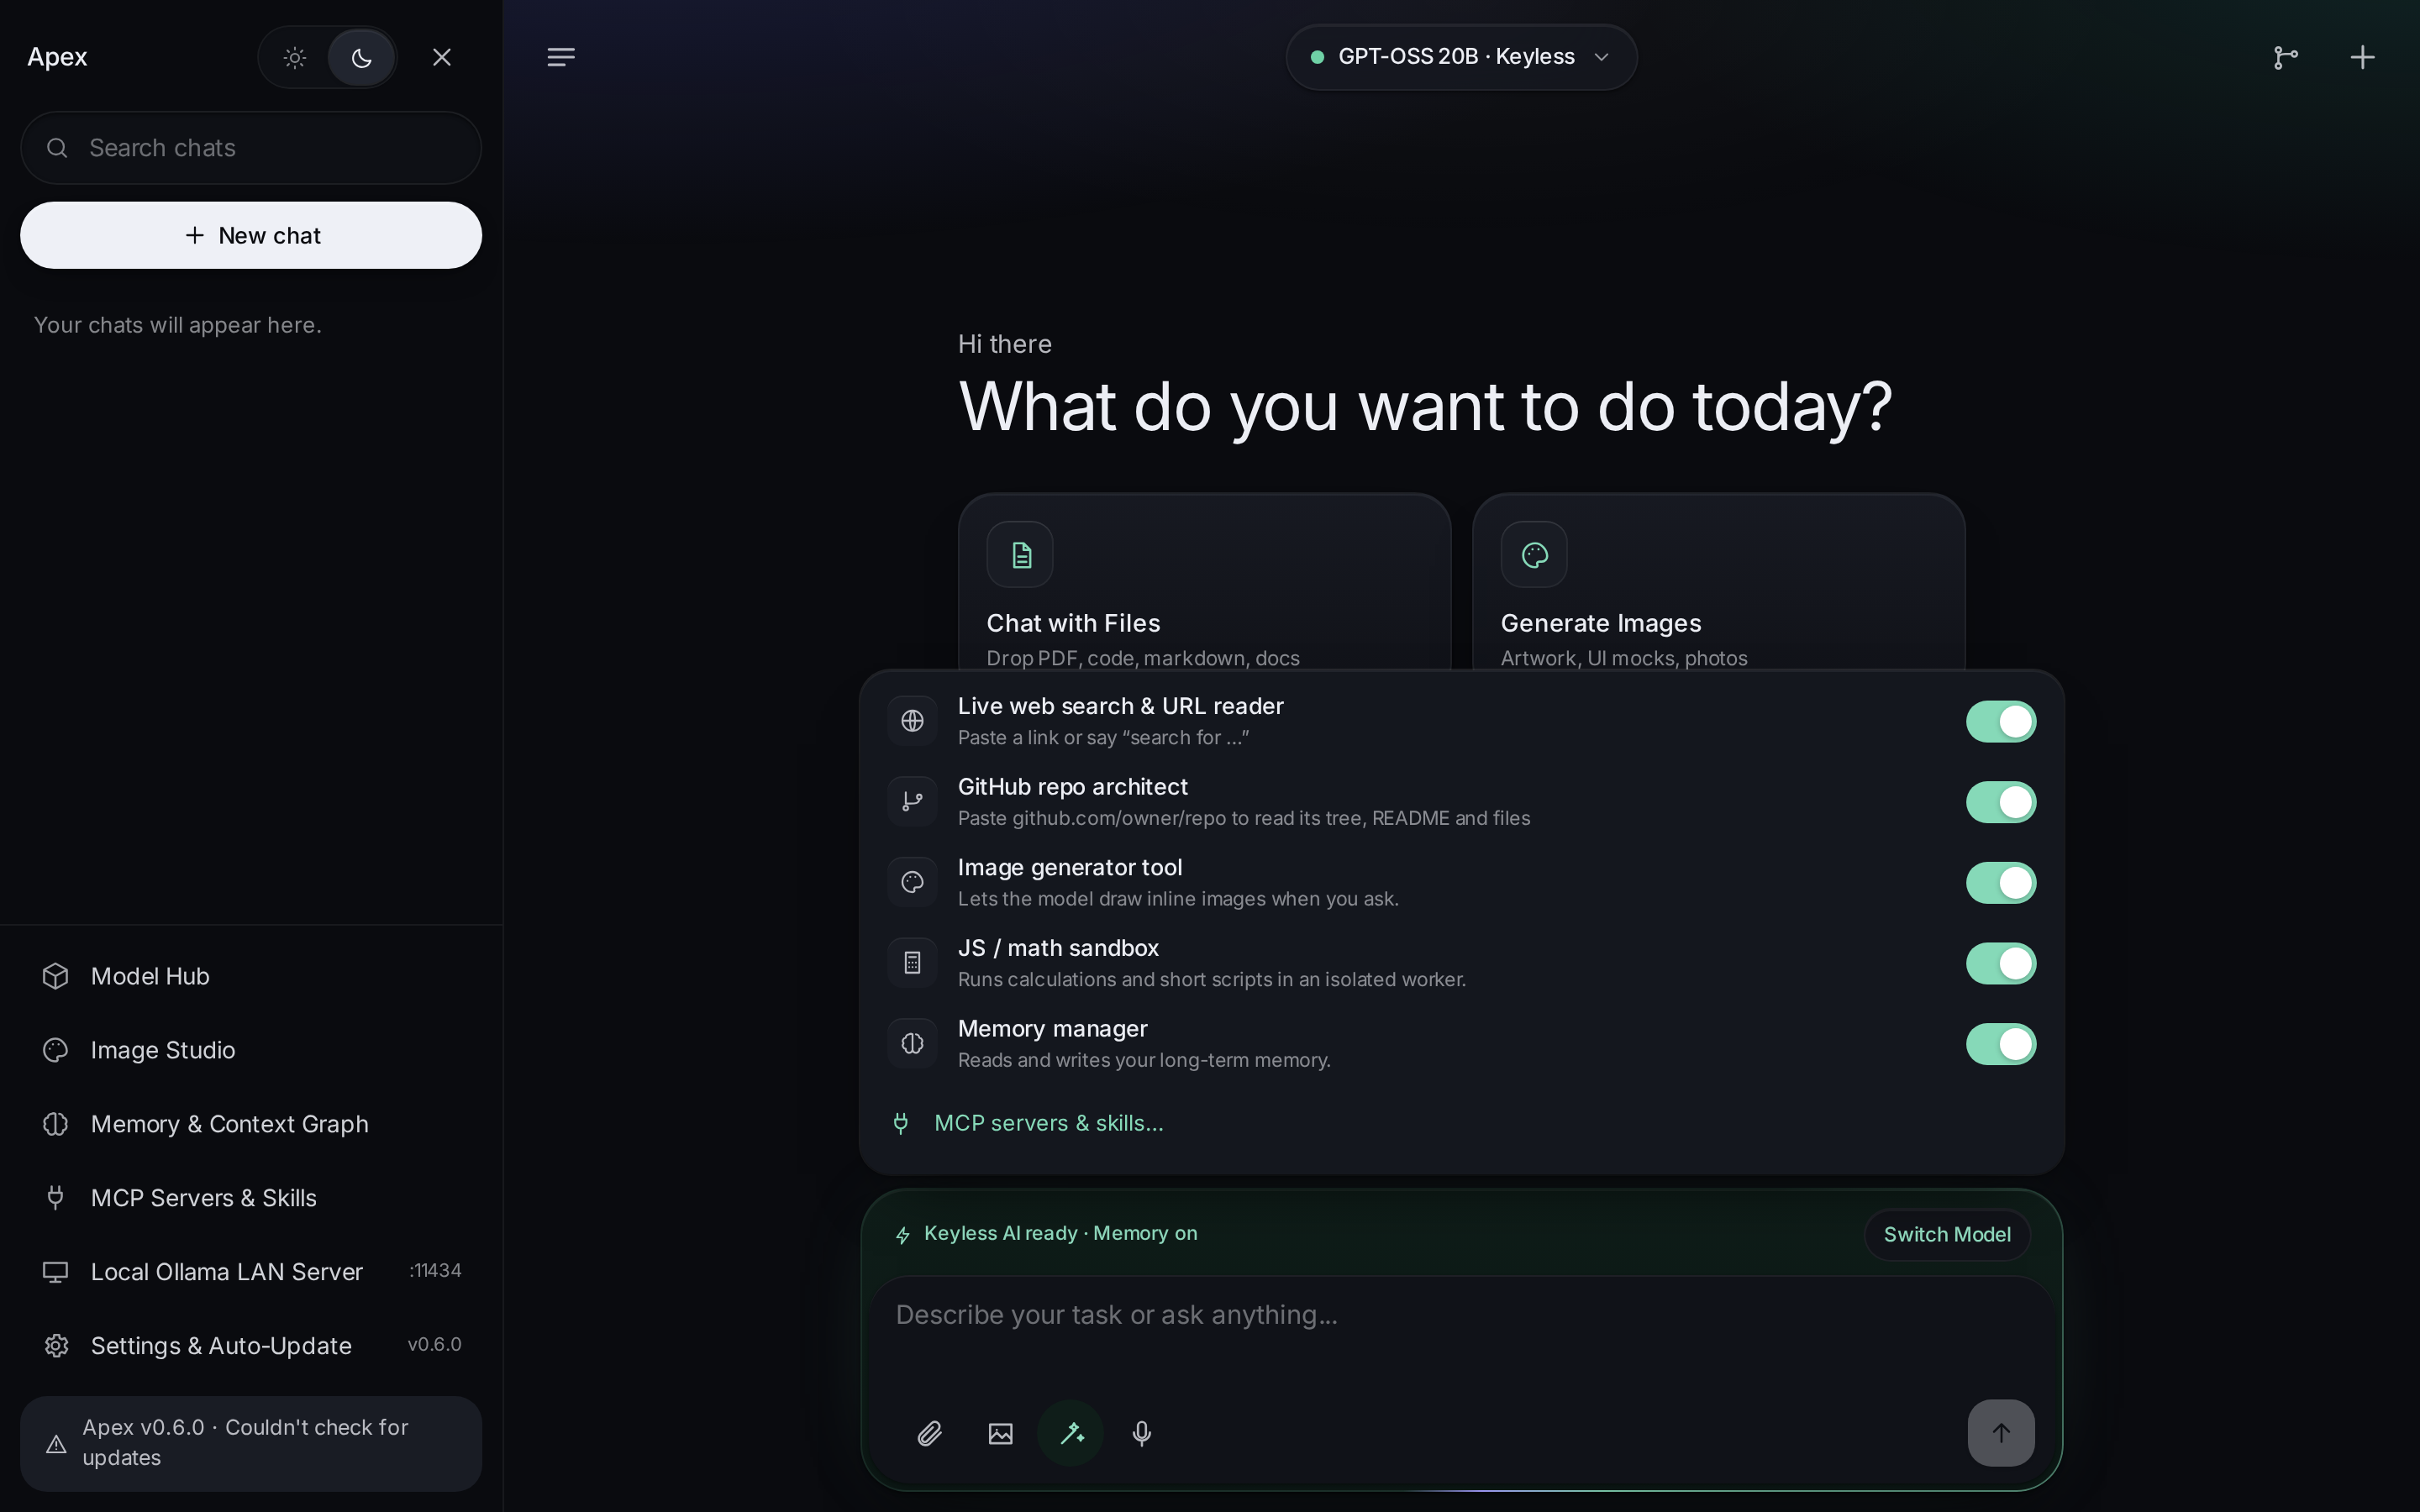 Apex
Search chats
New chat
Your chats will appear here.
Model Hub
Image Studio
Memory & Context Graph
MCP Servers & Skills
Local Ollama LAN Server :11434
Settings & Auto-Update v0.6.0
Apex v0.6.0 · Couldn't check for
updates
GPT-OSS 20B · Keyless
Hi there
What do you want to do today?
Chat with Files
Drop PDF, code, markdown, docs
Generate Images
Artwork, UI mocks, photos
Live web search & URL reader
Paste a link or say “search for …”
GitHub repo architect
Paste github.com/owner/repo to read its tree, README and files
Image generator tool
Lets the model draw inline images when you ask.
JS / math sandbox
Runs calculations and short scripts in an isolated worker.
Memory manager
Reads and writes your long-term memory.
MCP servers & skills…
Keyless AI ready · Memory on
Switch Model
Describe your task or ask anything…